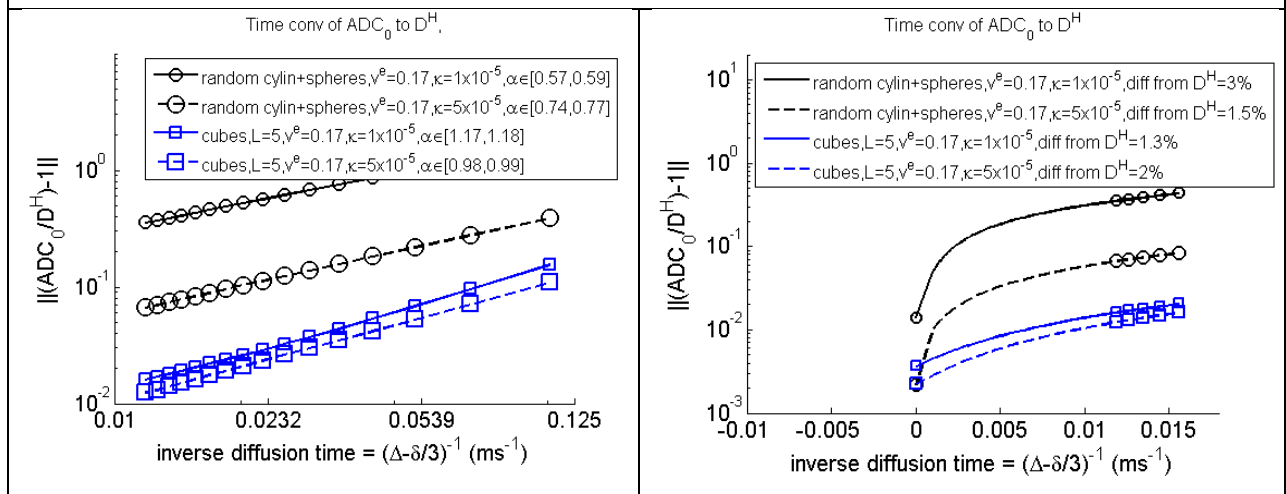 Time conv of ADC₀ to Dᴴ,
random cylin+spheres,vᵉ=0.17,κ=1x10⁻⁵,α∈[0.57,0.59]
random cylin+spheres,vᵉ=0.17,κ=5x10⁻⁵,α∈[0.74,0.77]
cubes,L=5,vᵉ=0.17,κ=1x10⁻⁵,α∈[1.17,1.18]
cubes,L=5,vᵉ=0.17,κ=5x10⁻⁵,α∈[0.98,0.99]
||(ADC₀/Dᴴ)-1||
10⁰
10⁻¹
10⁻²
0.01
0.0232
0.0539
0.125
inverse diffusion time = (Δ-δ/3)⁻¹ (ms⁻¹)
Time conv of ADC₀ to Dᴴ
random cylin+spheres,vᵉ=0.17,κ=1x10⁻⁵,diff from Dᴴ=3%
random cylin+spheres,vᵉ=0.17,κ=5x10⁻⁵,diff from Dᴴ=1.5%
cubes,L=5,vᵉ=0.17,κ=1x10⁻⁵,diff from Dᴴ=1.3%
cubes,L=5,vᵉ=0.17,κ=5x10⁻⁵,diff from Dᴴ=2%
||(ADC₀/Dᴴ)-1||
10¹
10⁰
10⁻¹
10⁻²
10⁻³
-0.01
-0.005
0
0.005
0.01
0.015
inverse diffusion time = (Δ-δ/3)⁻¹ (ms⁻¹)